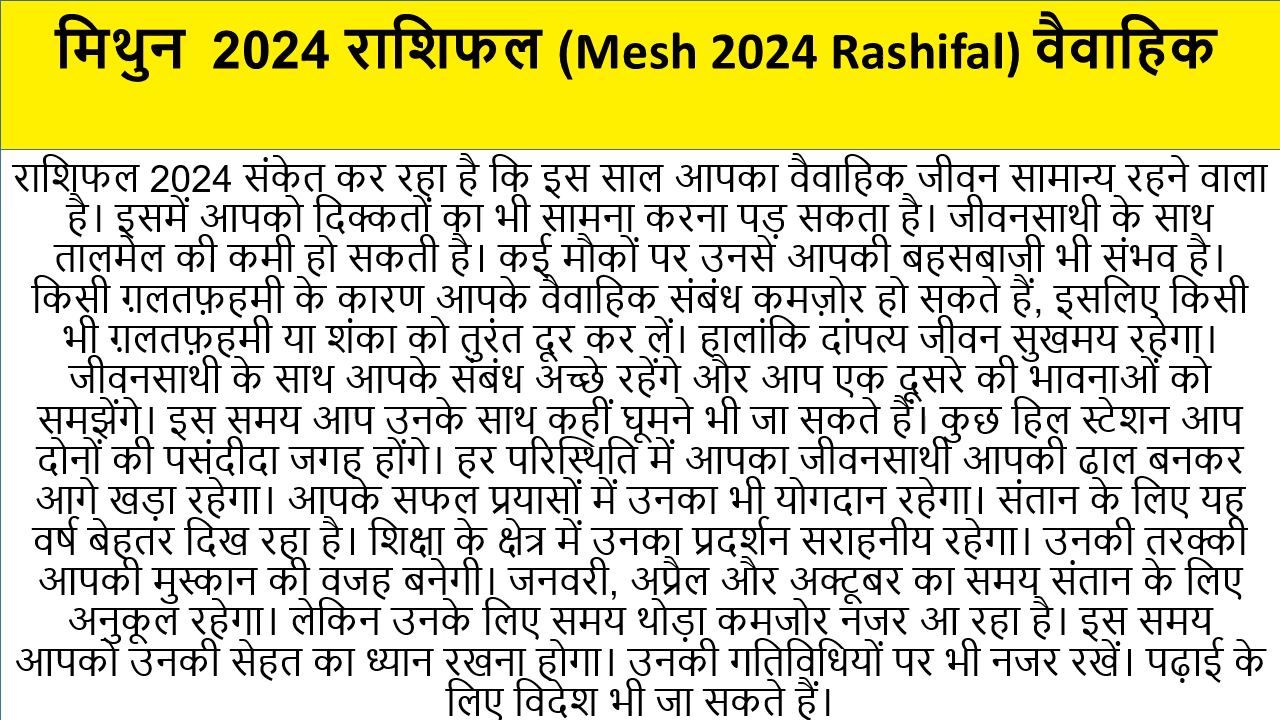 मिथुन 2024 राशिफल (Mesh 2024 Rashifal) वैवाहिक
राशिफल 2024 संकेत कर रहा है कि इस साल आपका वैवाहिक जीवन सामान्य रहने वाला
है। इसमें आपको दिक्कतों का भी सामना करना पड़ सकता है। जीवनसाथी के साथ
तालमेल की कमी हो सकती है। कई मौकों पर उनसे आपकी बहसबाजी भी संभव है।
किसी ग़लतफ़हमी के कारण आपके वैवाहिक संबंध कमज़ोर हो सकते हैं, इसलिए किसी
भी ग़लतफ़हमी या शंका को तुरंत दूर कर लें। हालांकि दांपत्य जीवन सुखमय रहेगा।
जीवनसाथी के साथ आपके संबंध अच्छे रहेंगे और आप एक दूसरे की भावनाओं को
समझेंगे। इस समय आप उनके साथ कहीं घूमने भी जा सकते हैं। कुछ हिल स्टेशन आप
दोनों की पसंदीदा जगह होंगे। हर परिस्थिति में आपका जीवनसाथी आपकी ढाल बनकर
आगे खड़ा रहेगा। आपके सफल प्रयासों में उनका भी योगदान रहेगा। संतान के लिए यह
वर्ष बेहतर दिख रहा है। शिक्षा के क्षेत्र में उनका प्रदर्शन सराहनीय रहेगा। उनकी तरक्की
आपकी मुस्कान की वजह बनेगी। जनवरी, अप्रैल और अक्टूबर का समय संतान के लिए
अनुकूल रहेगा। लेकिन उनके लिए समय थोड़ा कमजोर नजर आ रहा है। इस समय
आपको उनकी सेहत का ध्यान रखना होगा। उनकी गतिविधियों पर भी नजर रखें। पढ़ाई के
लिए विदेश भी जा सकते हैं।